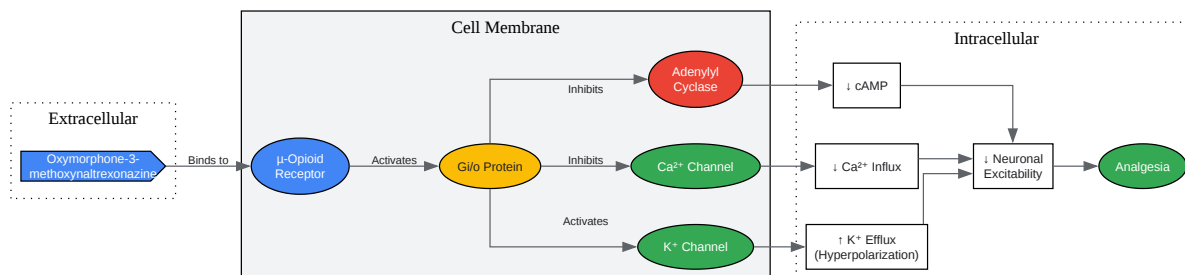 Cell Membrane
Intracellular
Extracellular
Oxymorphone-3-
methoxynaltrexonazine
Binds to
µ-Opioid
Receptor
Activates
Gi/o Protein
Inhibits
Adenylyl
Cyclase
Inhibits
Ca²⁺ Channel
Activates
K⁺ Channel
↓ cAMP
↓ Ca²⁺ Influx
↑ K⁺ Efflux
(Hyperpolarization)
↓ Neuronal
Excitability
Analgesia